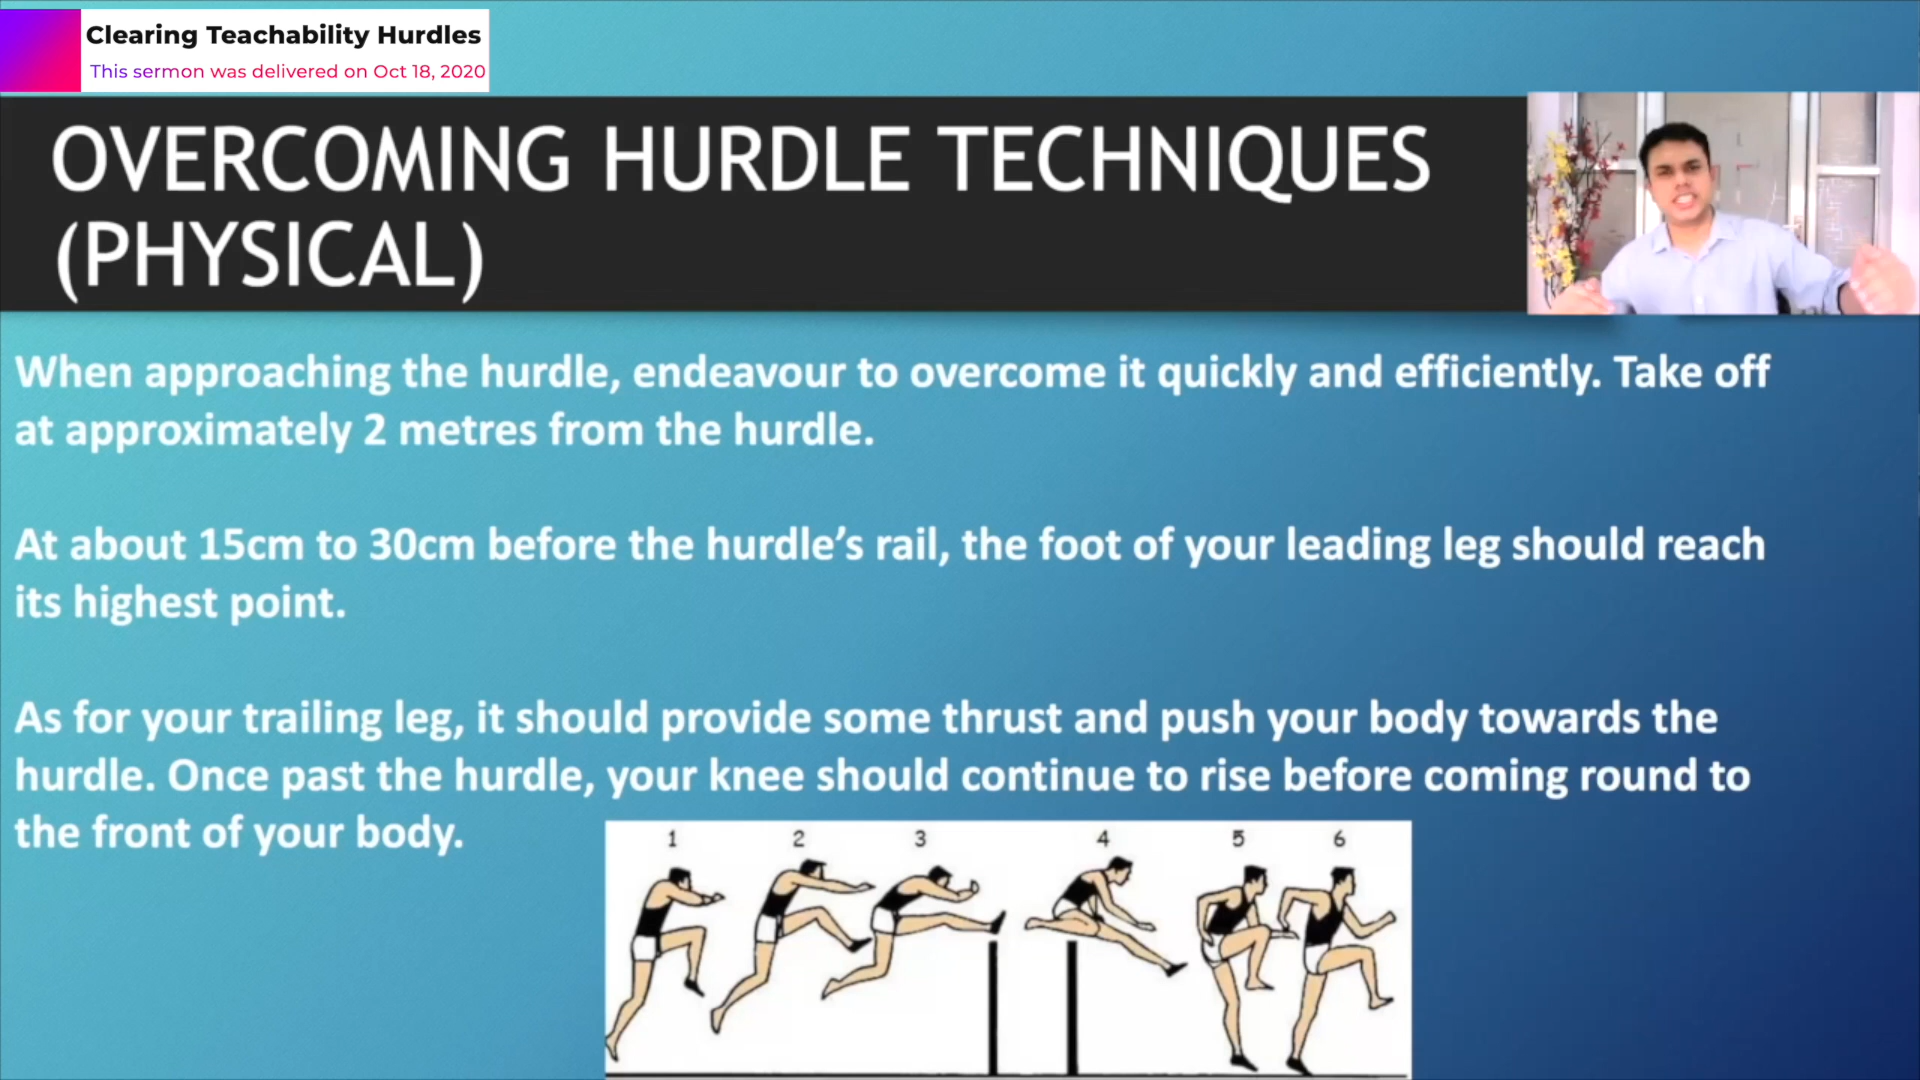 Clearing Teachability Hurdles
This sermon was delivered on Oct 18, 2020
OVERCOMING HURDLE TECHNIQUES
(PHYSICAL)
When approaching the hurdle, endeavour to overcome it quickly and efficiently. Take off
at approximately 2 metres from the hurdle.
At about 15cm to 30cm before the hurdle’s rail, the foot of your leading leg should reach
its highest point.
As for your trailing leg, it should provide some thrust and push your body towards the
hurdle. Once past the hurdle, your knee should continue to rise before coming round to
the front of your body.
1 2 3 4 5 6